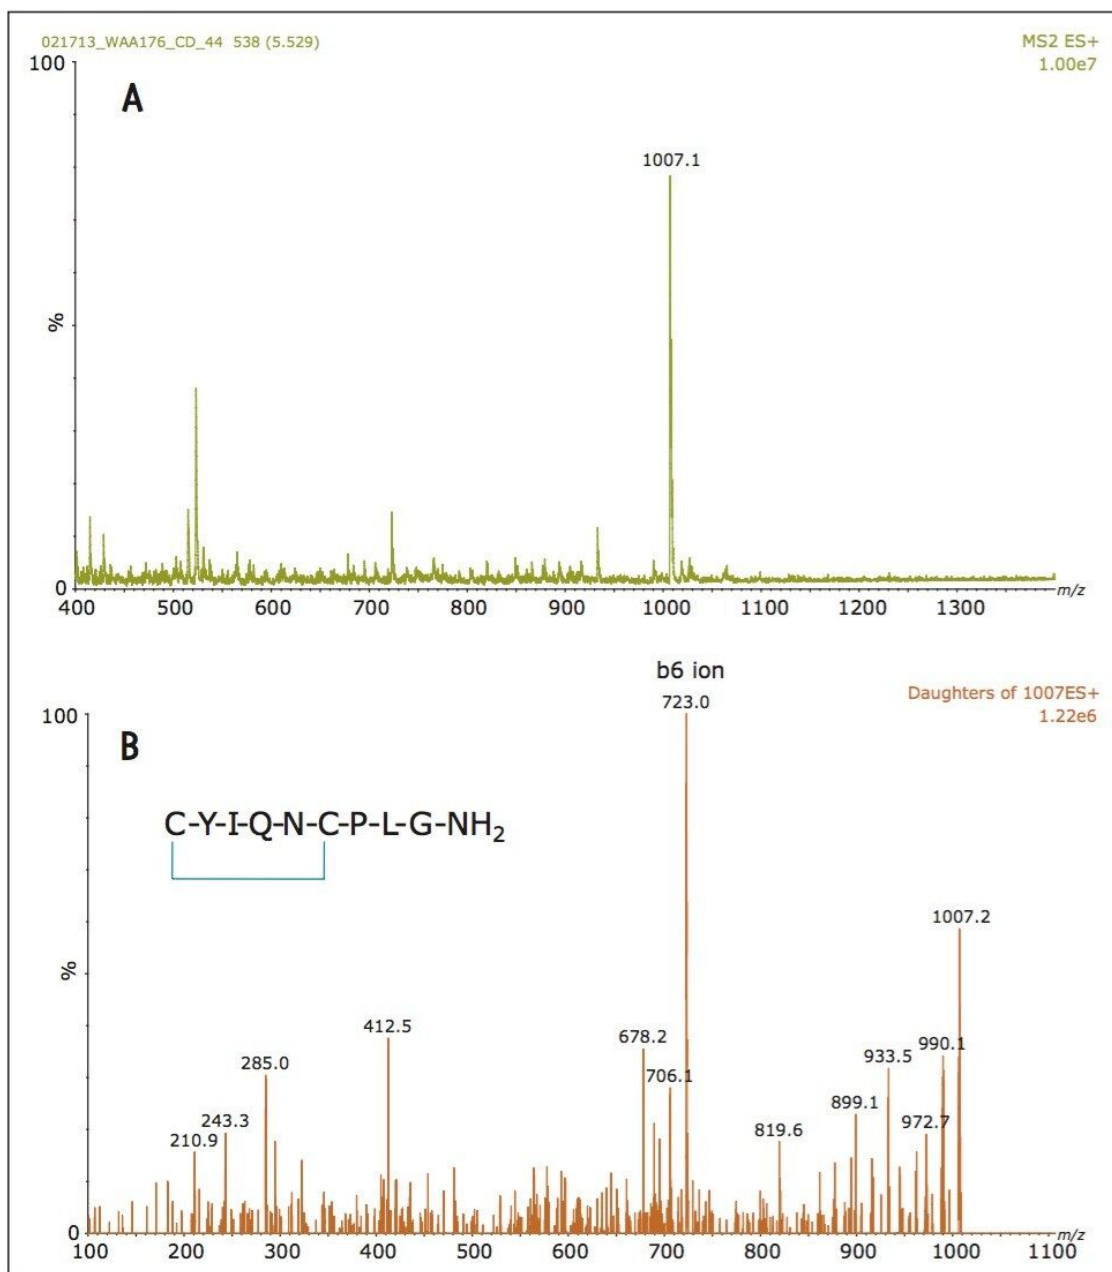 021713_WAA176_CD_44 538 (5.529)
MS2 ES+
1.00e7
100
A
1007.1
%
0
400 500 600 700 800 900 1000 1100 1200 1300
m/z
b6 ion
723.0
Daughters of 1007ES+
1.22e6
100
B
C-Y-I-Q-N-C-P-L-G-NH₂
1007.2
%
412.5
678.2
990.1
285.0
933.5
706.1
899.1
243.3
972.7
210.9
819.6
0
100 200 300 400 500 600 700 800 900 1000 1100
m/z